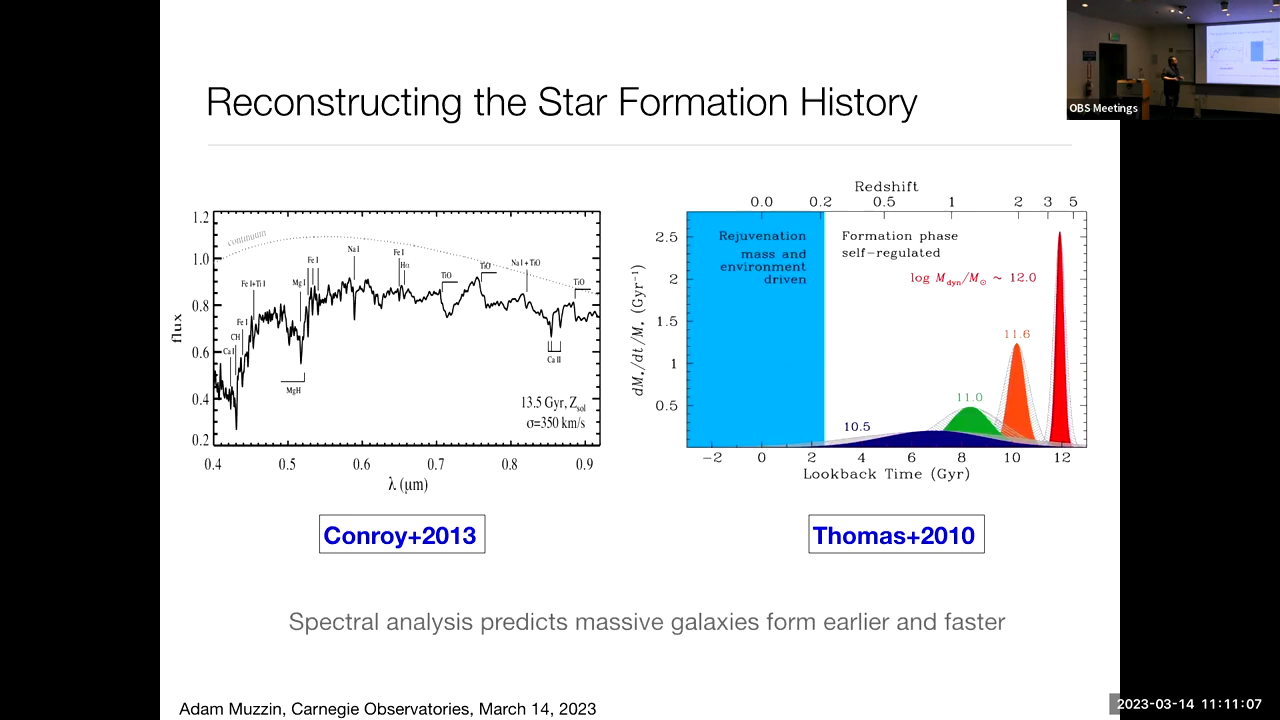 Reconstructing the Star Formation History
OBS Meetings
1.2
1.0
0.8
0.6
0.4
0.2
flux
continuum
Ca I
CH
Fe I
Fe I+Ti I
Mg I
MgH
Fe I
Na I
Fe I
Hα
TiO
TiO
Na I + TiO
Ca II
TiO
13.5 Gyr, Zsol
σ=350 km/s
0.4 0.5 0.6 0.7 0.8 0.9
λ (μm)
Redshift
0.0 0.2 0.5 1 2 3 5
2.5
2
1.5
1
0.5
dM*/dt/M* (Gyr⁻¹)
Rejuvenation
mass and
environment
driven
Formation phase
self-regulated
log Mdyn/M⊙ ~ 12.0
11.6
11.0
10.5
−2 0 2 4 6 8 10 12
Lookback Time (Gyr)
Conroy+2013
Thomas+2010
Spectral analysis predicts massive galaxies form earlier and faster
Adam Muzzin, Carnegie Observatories, March 14, 2023
2023-03-14 11:11:07